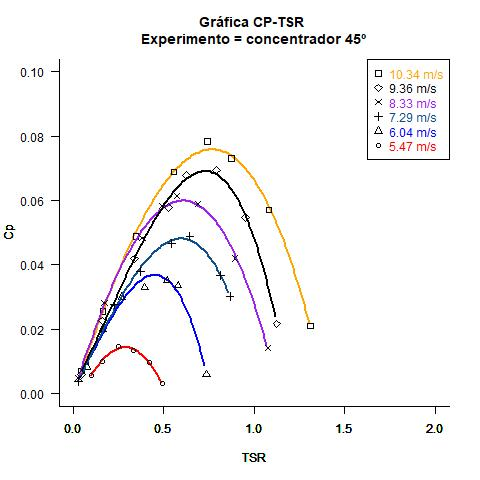 Gráfica CP-TSR
Experimento = concentrador 45º
10.34 m/s
9.36 m/s
8.33 m/s
7.29 m/s
6.04 m/s
5.47 m/s
Cp
0.10
0.08
0.06
0.04
0.02
0.00
0.0 0.5 1.0 1.5 2.0
TSR